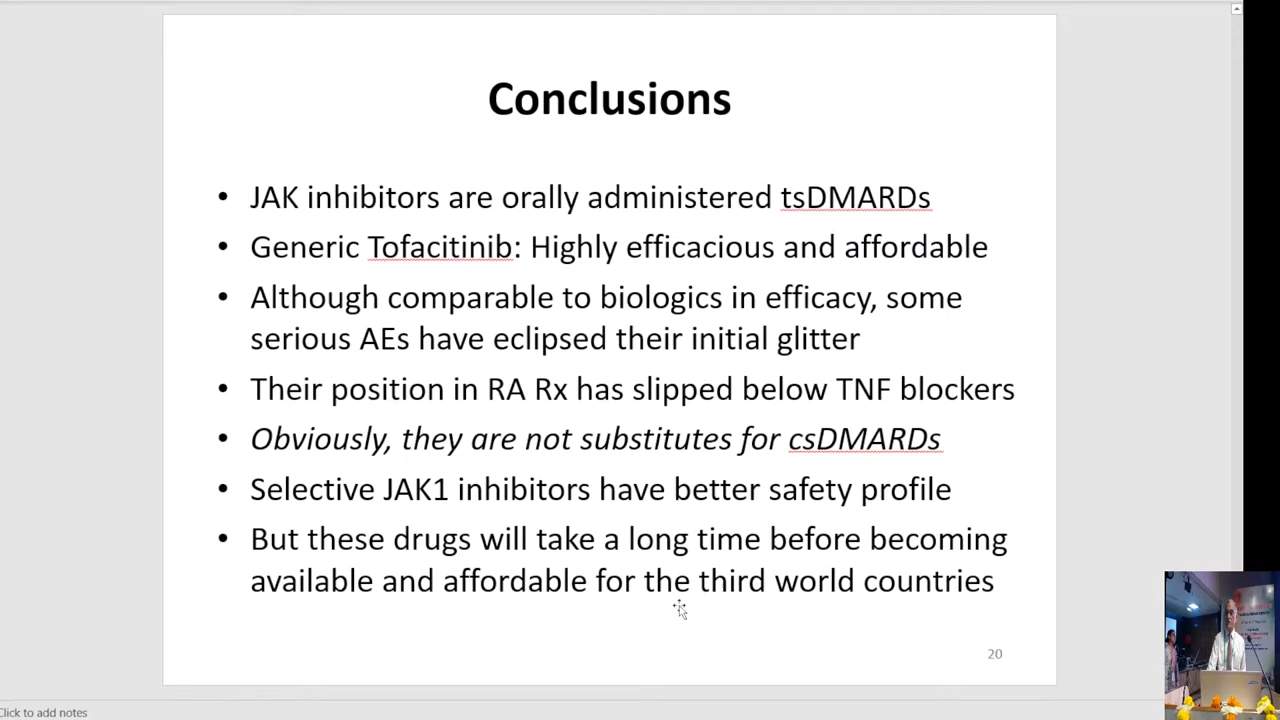 Conclusions
• JAK inhibitors are orally administered tsDMARDs
• Generic Tofacitinib: Highly efficacious and affordable
• Although comparable to biologics in efficacy, some
serious AEs have eclipsed their initial glitter
• Their position in RA Rx has slipped below TNF blockers
• Obviously, they are not substitutes for csDMARDs
• Selective JAK1 inhibitors have better safety profile
• But these drugs will take a long time before becoming
available and affordable for the third world countries
20
Click to add notes